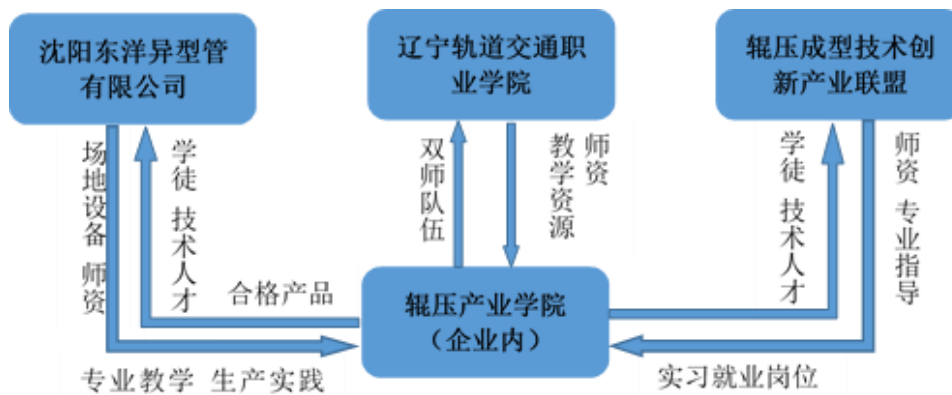 沈阳东洋异型管
有限公司
辽宁轨道交通职
业学院
辊压成型技术创
新产业联盟
场地设备 师资
学徒 技术人才
双师队伍
教学资源
师资
学徒 技术人才
师资 专业指导
合格产品
辊压产业学院
（企业内）
专业教学 生产实践
实习就业岗位